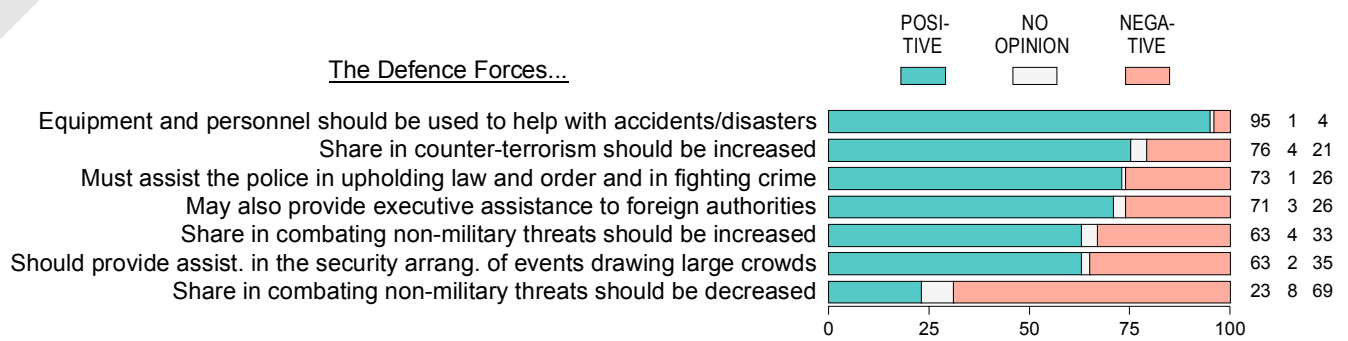 POSI-
TIVE
NO
OPINION
NEGA-
TIVE
The Defence Forces...
Equipment and personnel should be used to help with accidents/disasters 95 1 4
Share in counter-terrorism should be increased 76 4 21
Must assist the police in upholding law and order and in fighting crime 73 1 26
May also provide executive assistance to foreign authorities 71 3 26
Share in combating non-military threats should be increased 63 4 33
Should provide assist. in the security arrang. of events drawing large crowds 63 2 35
Share in combating non-military threats should be decreased 23 8 69
0 25 50 75 100